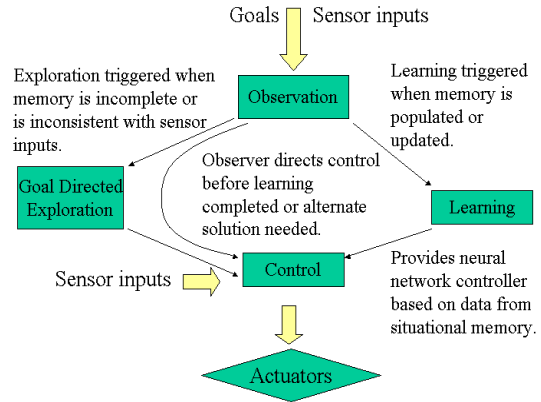 Goals Sensor inputs
Exploration triggered when
memory is incomplete or
is inconsistent with sensor
inputs.
Observation
Learning triggered
when memory is
populated or
updated.
Observer directs control
before learning
completed or alternate
solution needed.
Goal Directed
Exploration
Learning
Sensor inputs
Control
Provides neural
network controller
based on data from
situational memory.
Actuators